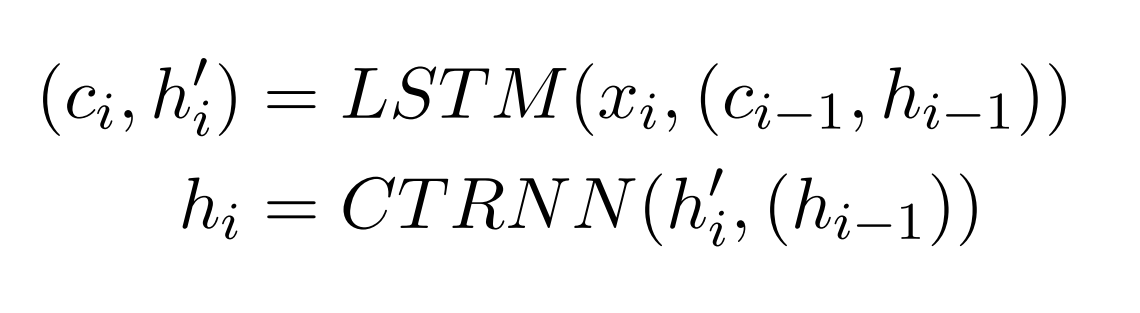 (c_i, h'_i) = LSTM(x_i, (c_{i-1}, h_{i-1}))
h_i = CTRNN(h'_i, (h_{i-1}))